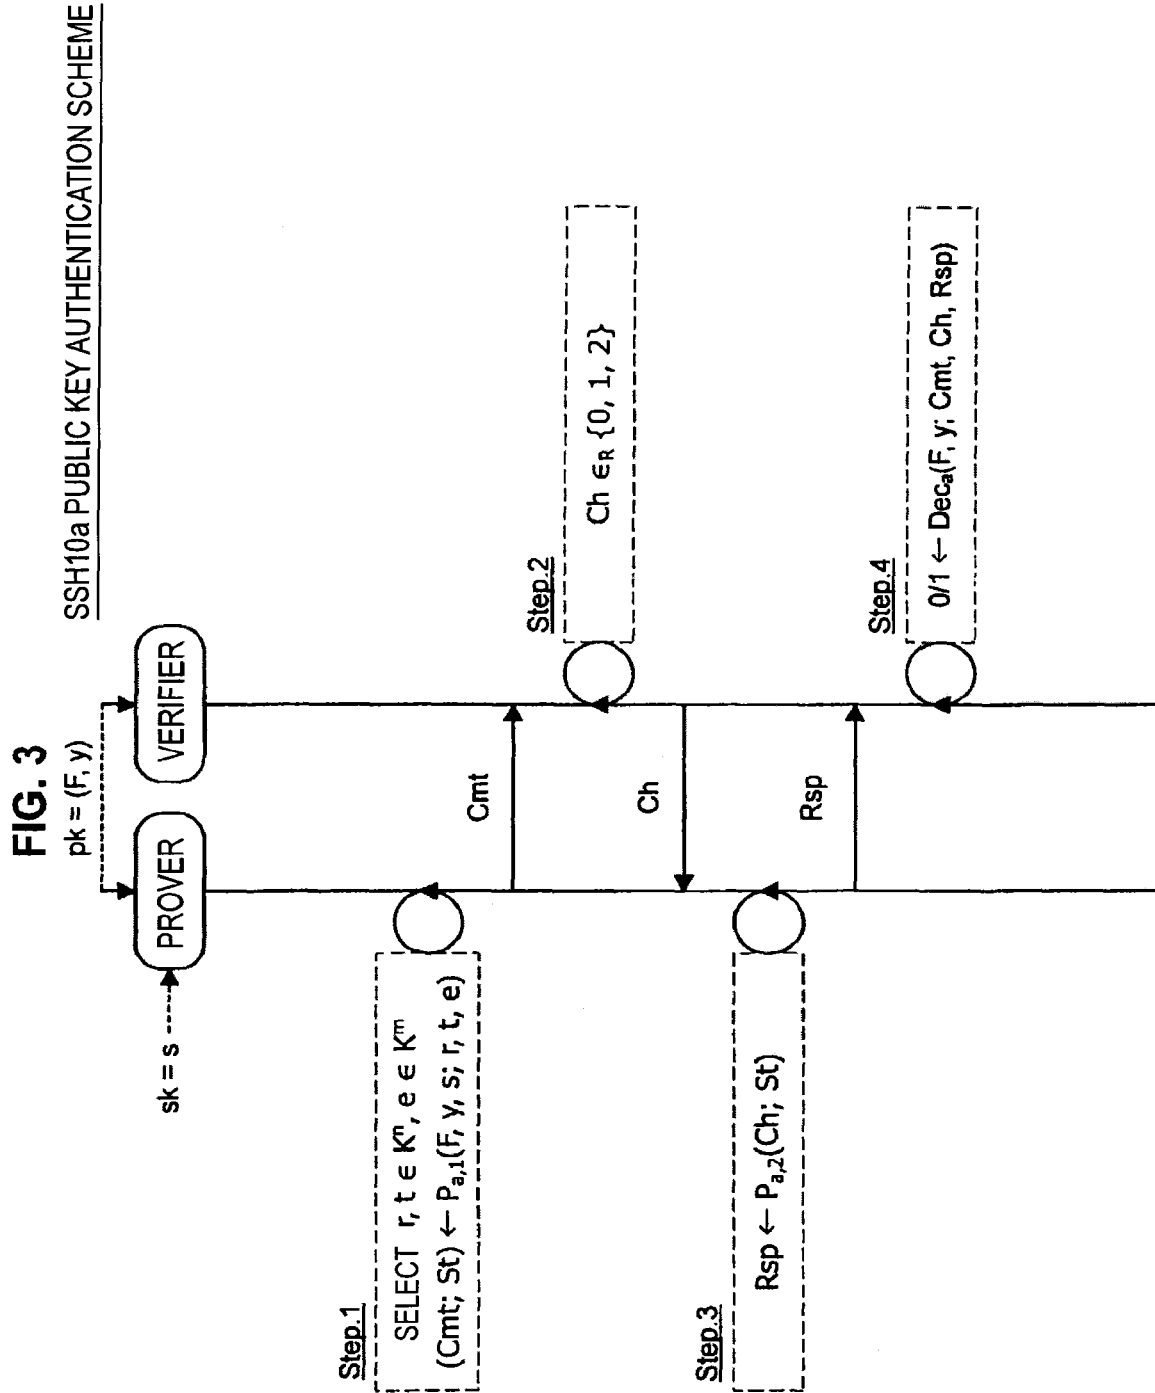 FIG. 3
SSH10a PUBLIC KEY AUTHENTICATION SCHEME
pk = (F, y)
sk = s
PROVER
VERIFIER
Step.1
SELECT r, t ∈ Kⁿ, e ∈ Kᵐ
(Cmt; St) ← Pₐ,₁(F, y, s; r, t, e)
Cmt
Step.2
Ch ∈R {0, 1, 2}
Ch
Step.3
Rsp ← Pₐ,₂(Ch; St)
Rsp
Step.4
0/1 ← Decₐ(F, y; Cmt, Ch, Rsp)